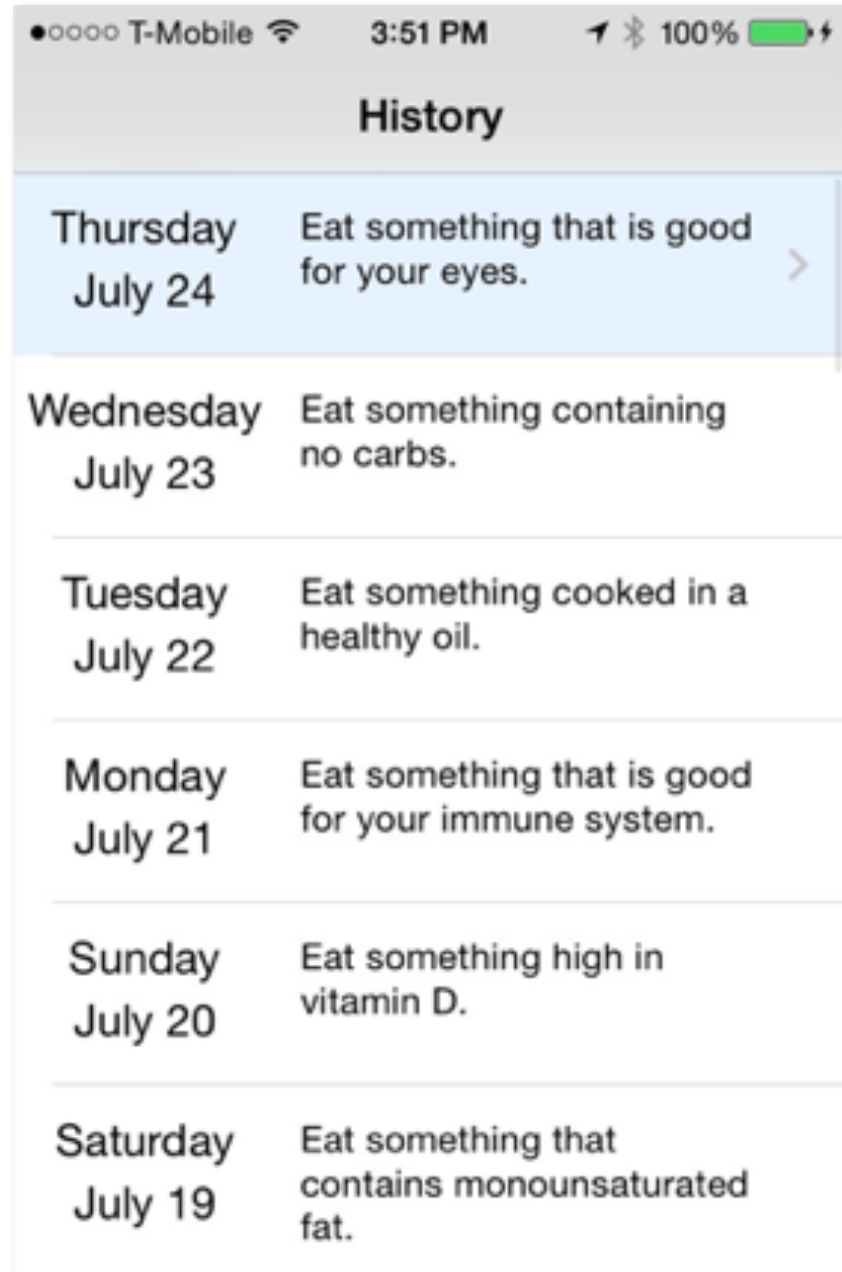 T-Mobile 3:51 PM 100%
History
Thursday
July 24
Eat something that is good
for your eyes.
Wednesday
July 23
Eat something containing
no carbs.
Tuesday
July 22
Eat something cooked in a
healthy oil.
Monday
July 21
Eat something that is good
for your immune system.
Sunday
July 20
Eat something high in
vitamin D.
Saturday
July 19
Eat something that
contains monounsaturated
fat.